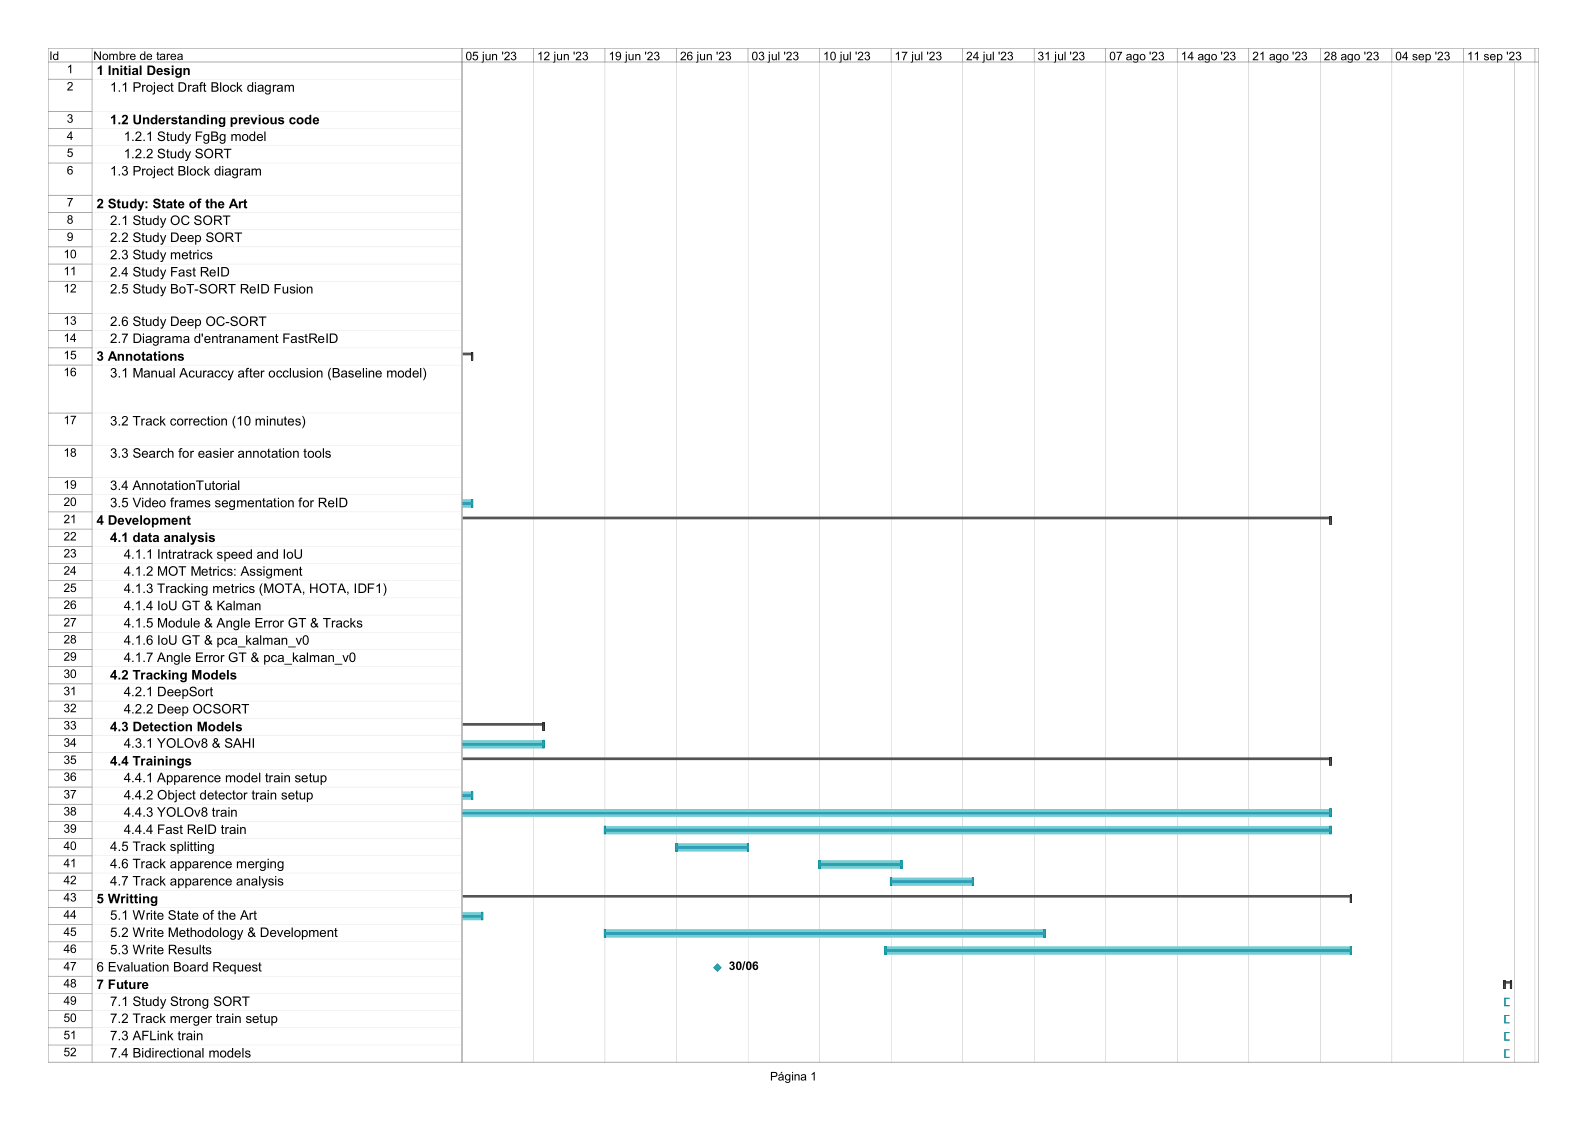 Id Nombre de tarea 05 jun '23 12 jun '23 19 jun '23 26 jun '23 03 jul '23 10 jul '23 17 jul '23 24 jul '23 31 jul '23 07 ago '23 14 ago '23 21 ago '23 28 ago '23 04 sep '23 11 sep '23
1 1 Initial Design
2 1.1 Project Draft Block diagram
3 1.2 Understanding previous code
4 1.2.1 Study FgBg model
5 1.2.2 Study SORT
6 1.3 Project Block diagram
7 2 Study: State of the Art
8 2.1 Study OC SORT
9 2.2 Study Deep SORT
10 2.3 Study metrics
11 2.4 Study Fast ReID
12 2.5 Study BoT-SORT ReID Fusion
13 2.6 Study Deep OC-SORT
14 2.7 Diagrama d'entranament FastReID
15 3 Annotations
16 3.1 Manual Acuraccy after occlusion (Baseline model)
17 3.2 Track correction (10 minutes)
18 3.3 Search for easier annotation tools
19 3.4 AnnotationTutorial
20 3.5 Video frames segmentation for ReID
21 4 Development
22 4.1 data analysis
23 4.1.1 Intratrack speed and IoU
24 4.1.2 MOT Metrics: Assigment
25 4.1.3 Tracking metrics (MOTA, HOTA, IDF1)
26 4.1.4 IoU GT & Kalman
27 4.1.5 Module & Angle Error GT & Tracks
28 4.1.6 IoU GT & pca_kalman_v0
29 4.1.7 Angle Error GT & pca_kalman_v0
30 4.2 Tracking Models
31 4.2.1 DeepSort
32 4.2.2 Deep OCSORT
33 4.3 Detection Models
34 4.3.1 YOLOv8 & SAHI
35 4.4 Trainings
36 4.4.1 Apparence model train setup
37 4.4.2 Object detector train setup
38 4.4.3 YOLOv8 train
39 4.4.4 Fast ReID train
40 4.5 Track splitting
41 4.6 Track apparence merging
42 4.7 Track apparence analysis
43 5 Writting
44 5.1 Write State of the Art
45 5.2 Write Methodology & Development
46 5.3 Write Results
47 6 Evaluation Board Request 30/06
48 7 Future
49 7.1 Study Strong SORT
50 7.2 Track merger train setup
51 7.3 AFLink train
52 7.4 Bidirectional models
Página 1